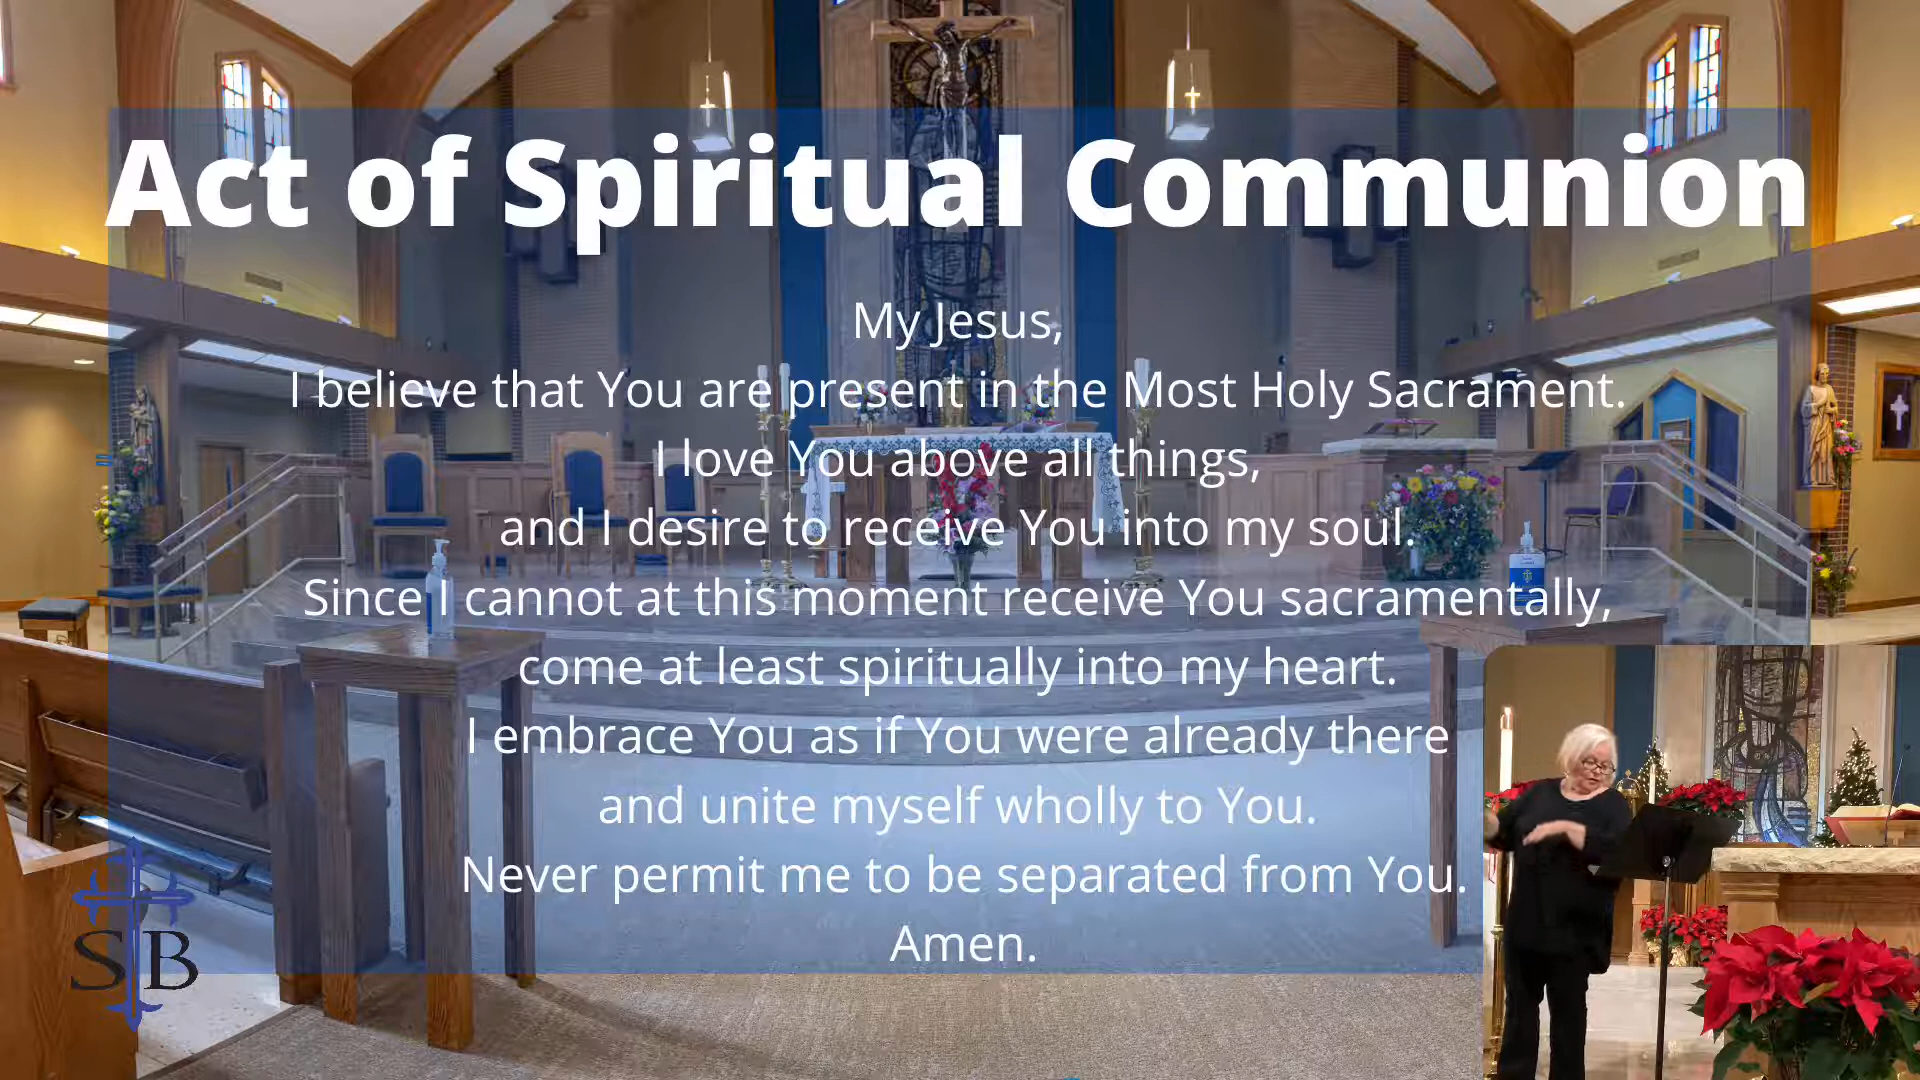 Act of Spiritual Communion
My Jesus,
I believe that You are present in the Most Holy Sacrament.
I love You above all things,
and I desire to receive You into my soul.
Since I cannot at this moment receive You sacramentally,
come at least spiritually into my heart.
I embrace You as if You were already there
and unite myself wholly to You.
Never permit me to be separated from You.
Amen.
SB